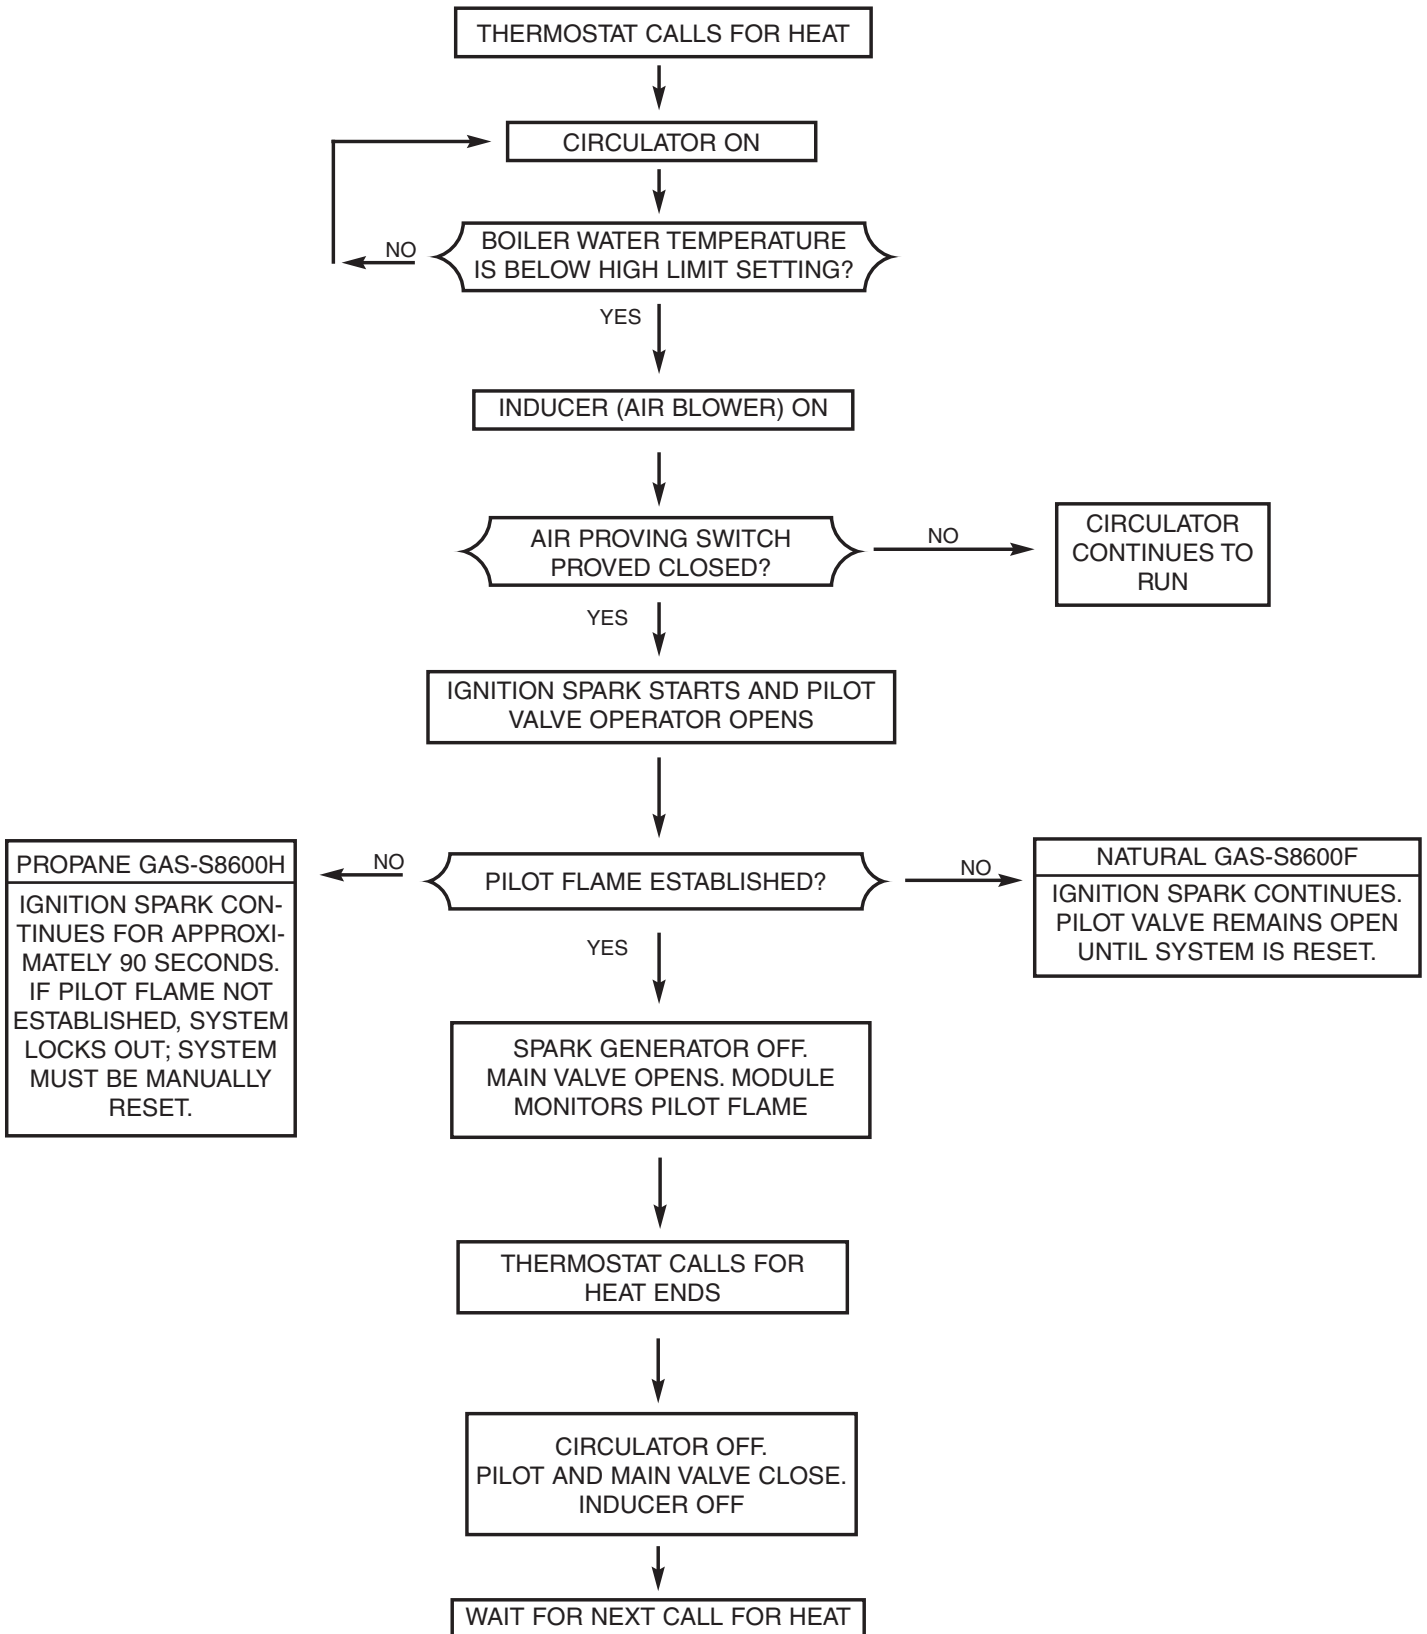 THERMOSTAT CALLS FOR HEAT
CIRCULATOR ON
NO
BOILER WATER TEMPERATURE
IS BELOW HIGH LIMIT SETTING?
YES
INDUCER (AIR BLOWER) ON
AIR PROVING SWITCH
PROVED CLOSED?
NO
CIRCULATOR
CONTINUES TO
RUN
YES
IGNITION SPARK STARTS AND PILOT
VALVE OPERATOR OPENS
PROPANE GAS-S8600H
IGNITION SPARK CON-
TINUES FOR APPROXI-
MATELY 90 SECONDS.
IF PILOT FLAME NOT
ESTABLISHED, SYSTEM
LOCKS OUT; SYSTEM
MUST BE MANUALLY
RESET.
NO
PILOT FLAME ESTABLISHED?
NO
NATURAL GAS-S8600F
IGNITION SPARK CONTINUES.
PILOT VALVE REMAINS OPEN
UNTIL SYSTEM IS RESET.
YES
SPARK GENERATOR OFF.
MAIN VALVE OPENS. MODULE
MONITORS PILOT FLAME
THERMOSTAT CALLS FOR
HEAT ENDS
CIRCULATOR OFF.
PILOT AND MAIN VALVE CLOSE.
INDUCER OFF
WAIT FOR NEXT CALL FOR HEAT